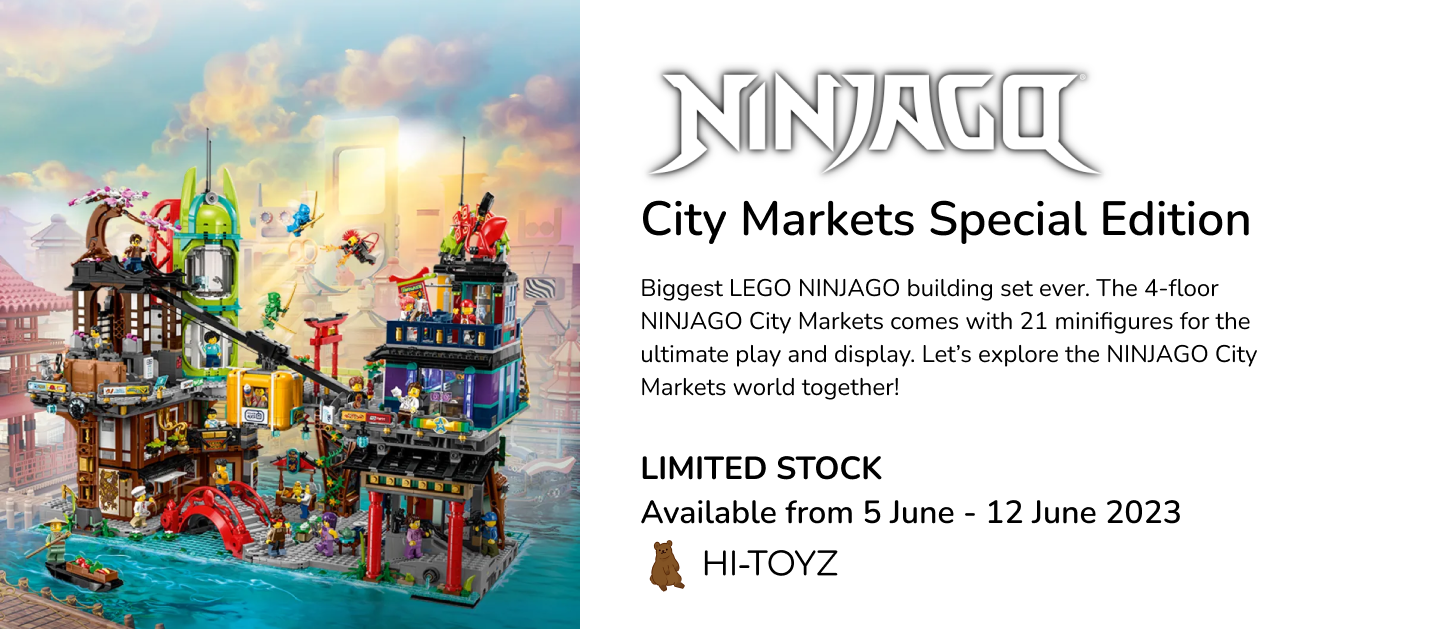 NINJAGO®
City Markets Special Edition
Biggest LEGO NINJAGO building set ever. The 4-floor
NINJAGO City Markets comes with 21 minifigures for the
ultimate play and display. Let’s explore the NINJAGO City
Markets world together!
LIMITED STOCK
Available from 5 June - 12 June 2023
HI-TOYZ